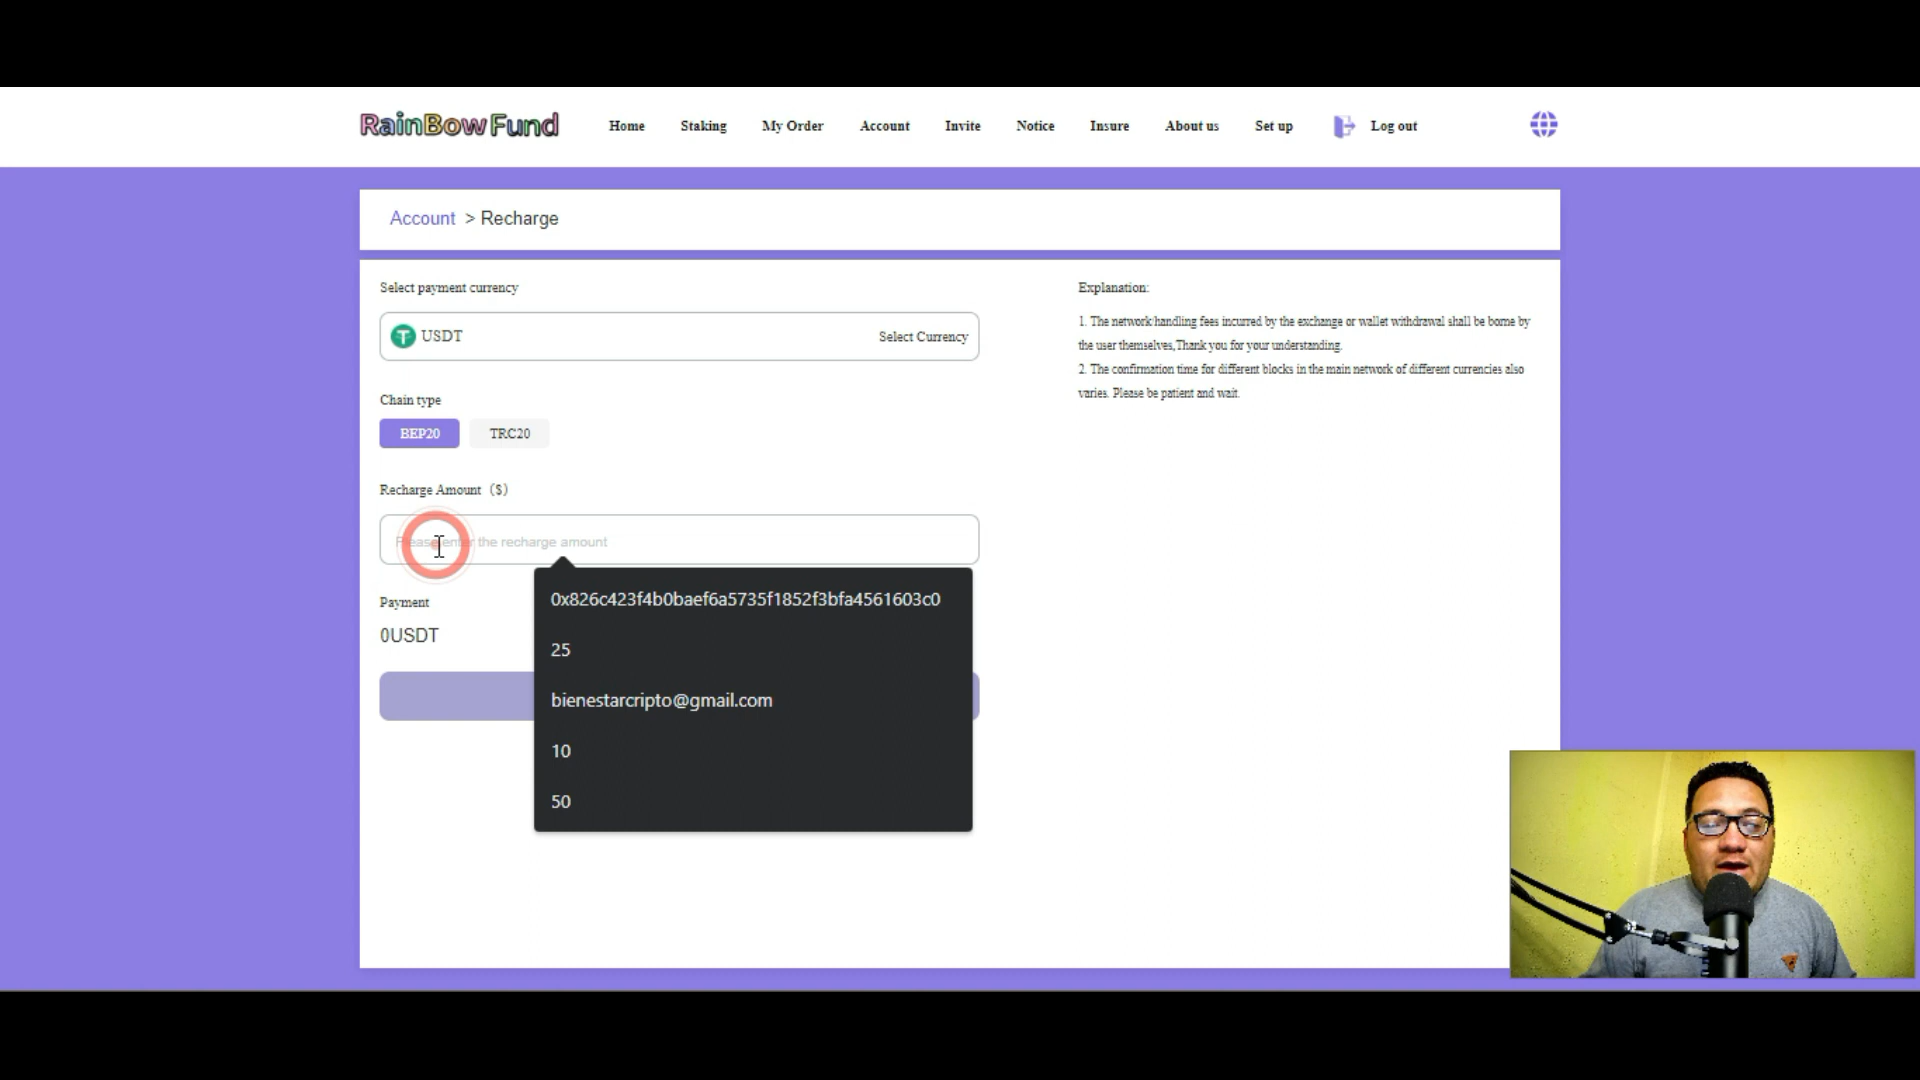 RainBow Fund
Home Staking My Order Account Invite Notice Insure About us Set up Log out
Account > Recharge
Select payment currency
USDT Select Currency
Chain type
BEP20 TRC20
Recharge Amount ($)
Please enter the recharge amount
Payment
0USDT
0x826c423f4b0baef6a5735f1852f3bfa4561603c0
25
bienestarcripto@gmail.com
10
50
Explanation:
1. The network/handling fees incurred by the exchange or wallet withdrawal shall be borne by
the user themselves,Thank you for your understanding.
2. The confirmation time for different blocks in the main network of different currencies also
varies. Please be patient and wait.